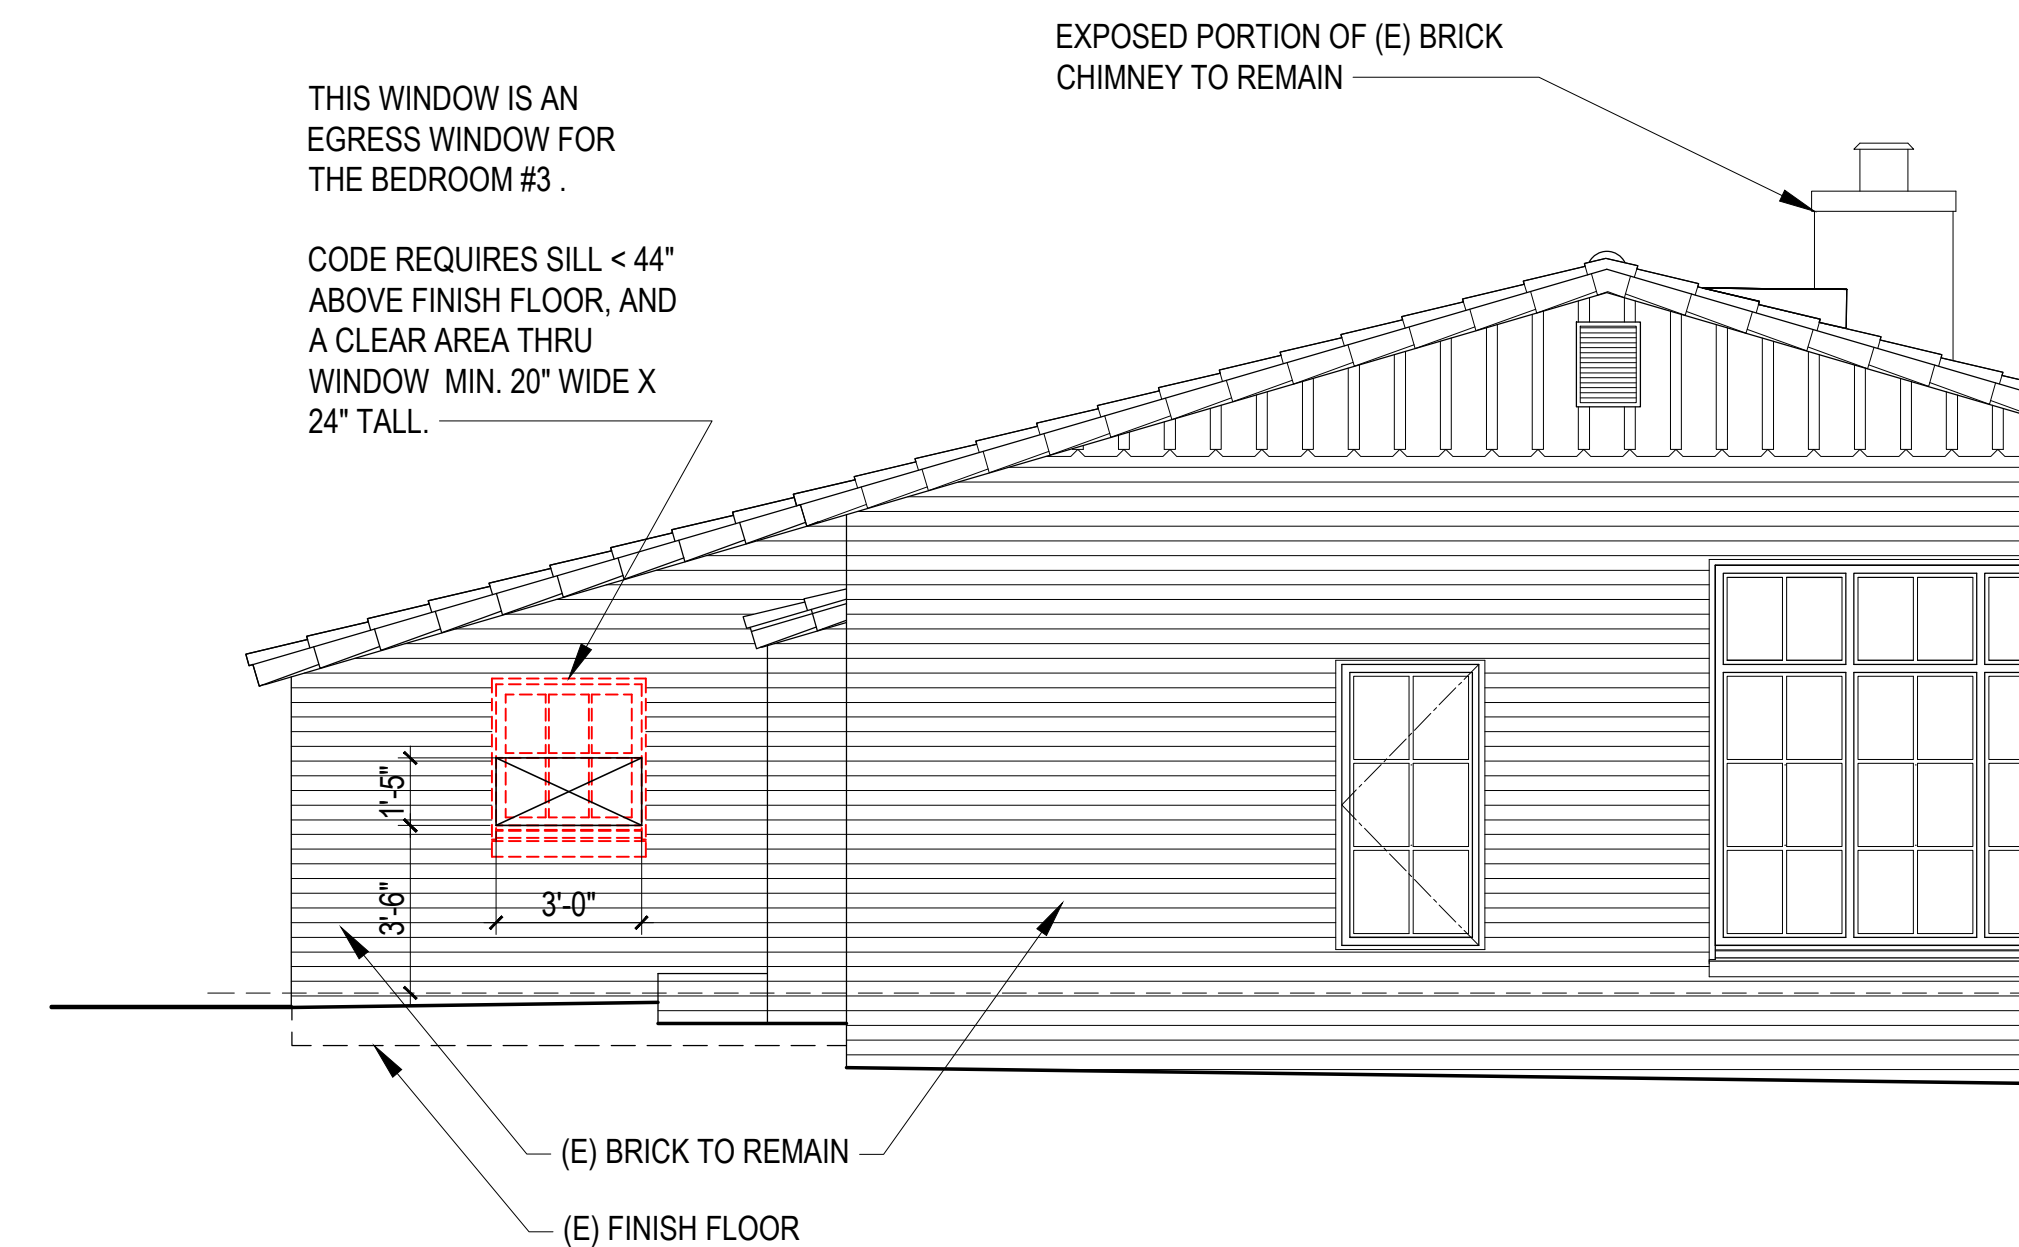 EXPOSED PORTION OF (E) BRICK
CHIMNEY TO REMAIN
THIS WINDOW IS AN
EGRESS WINDOW FOR
THE BEDROOM #3 .
CODE REQUIRES SILL < 44"
ABOVE FINISH FLOOR, AND
A CLEAR AREA THRU
WINDOW MIN. 20" WIDE X
24" TALL.
1'-5"
3'-6"
3'-0"
(E) BRICK TO REMAIN
(E) FINISH FLOOR